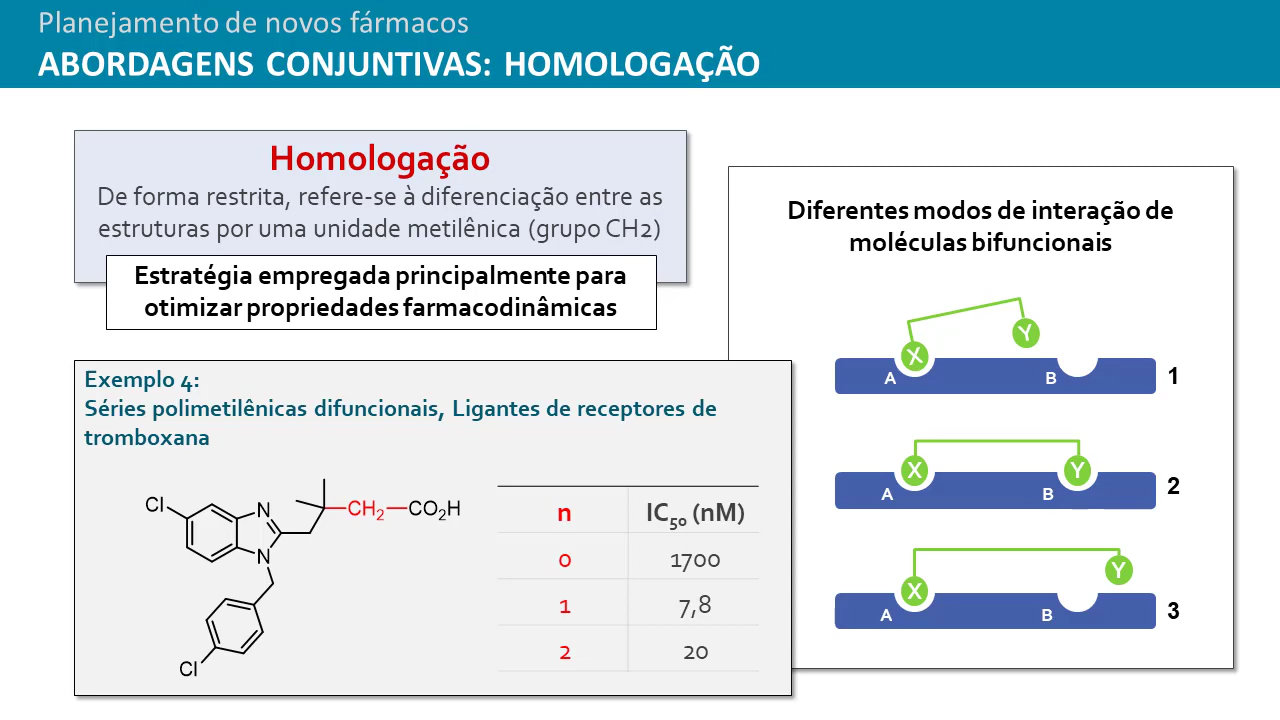 Planejamento de novos fármacos
ABORDAGENS CONJUNTIVAS: HOMOLOGAÇÃO
Homologação
De forma restrita, refere-se à diferenciação entre as
estruturas por uma unidade metilênica (grupo CH2)
Estratégia empregada principalmente para
otimizar propriedades farmacodinâmicas
Exemplo 4:
Séries polimetilênicas difuncionais, Ligantes de receptores de
tromboxana
Cl
N
N
CH₂
CO₂H
Cl
n IC₅₀ (nM)
0 1700
1 7,8
2 20
Diferentes modos de interação de
moléculas bifuncionais
X Y
A B 1
X Y
A B 2
X Y
A B 3